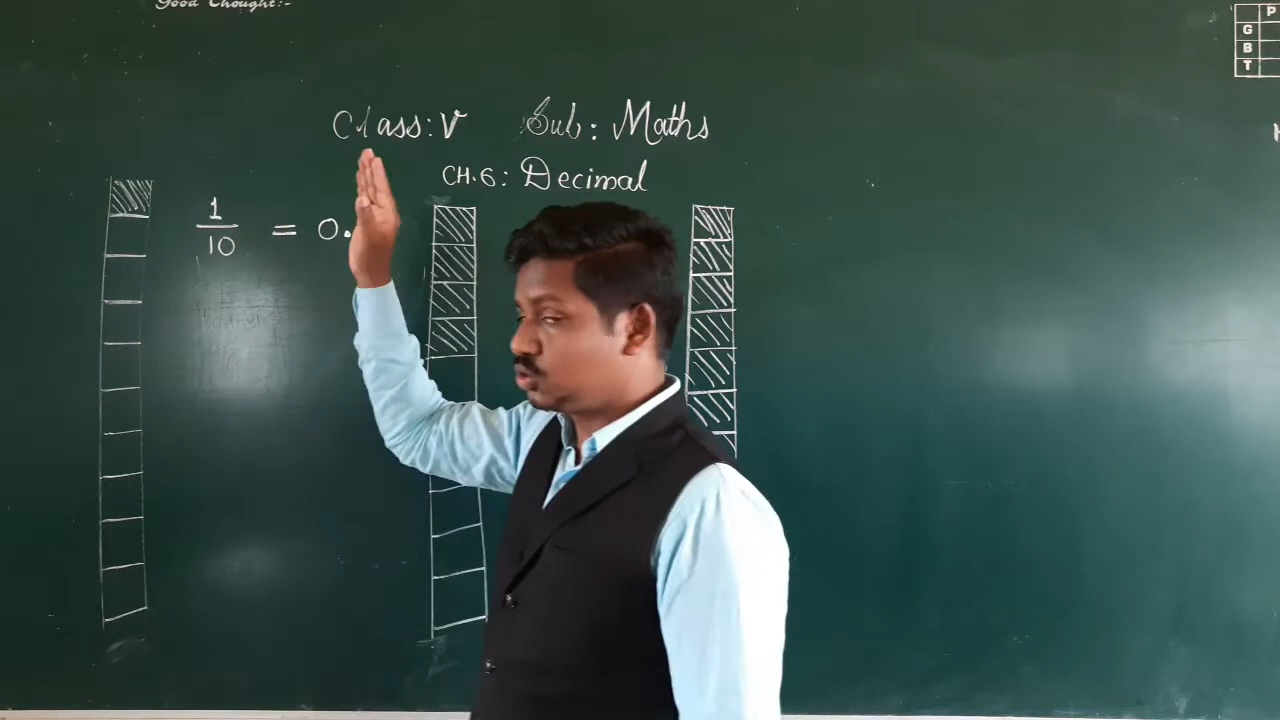 Good Thought:-
P
G
B
T
Class: V Sub: Maths
CH.6: Decimal
1/10 = 0.